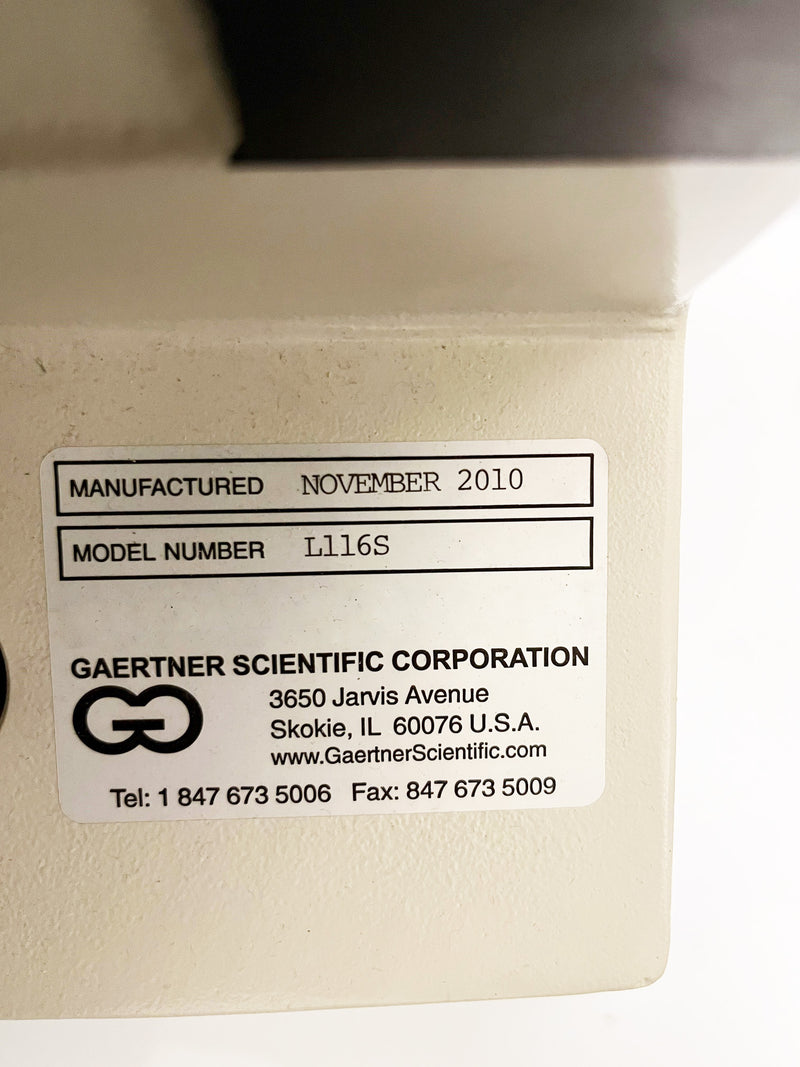 MANUFACTURED NOVEMBER 2010
MODEL NUMBER L116S
GAERTNER SCIENTIFIC CORPORATION
3650 Jarvis Avenue
Skokie, IL 60076 U.S.A.
www.GaertnerScientific.com
Tel: 1 847 673 5006 Fax: 847 673 5009